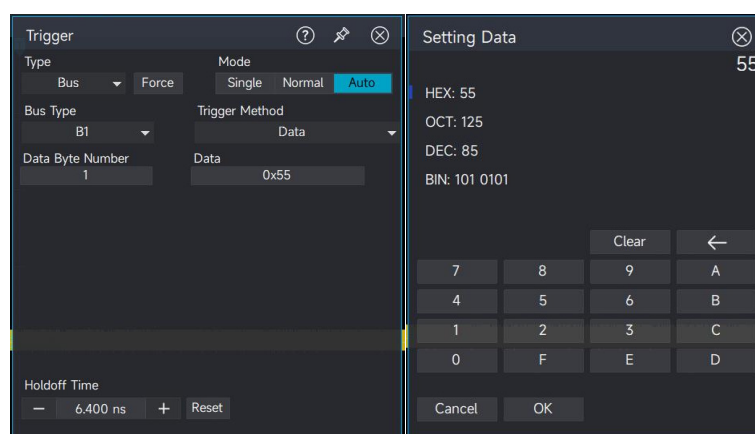 Trigger
Type
Mode
Bus
Force
Single
Normal
Auto
Bus Type
Trigger Method
B1
Data
Data Byte Number
Data
1
0x55
Holdoff Time
6.400 ns
Reset
Setting Data
55
HEX: 55
OCT: 125
DEC: 85
BIN: 101 0101
Clear
←
7 8 9 A
4 5 6 B
1 2 3 C
0 F E D
Cancel
OK